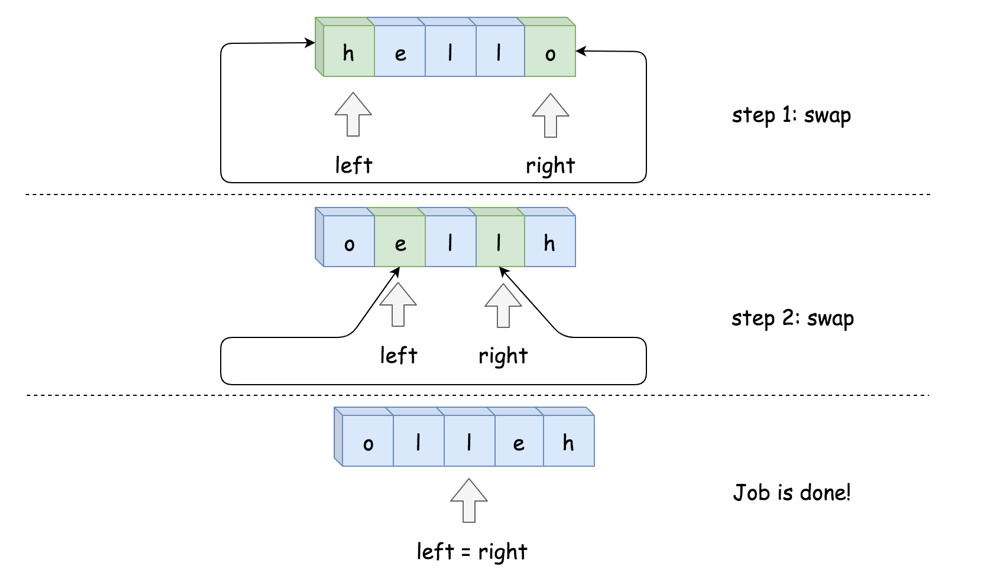 h e l l o
step 1: swap
left right
o e l l h
step 2: swap
left right
o l l e h
Job is done!
left = right